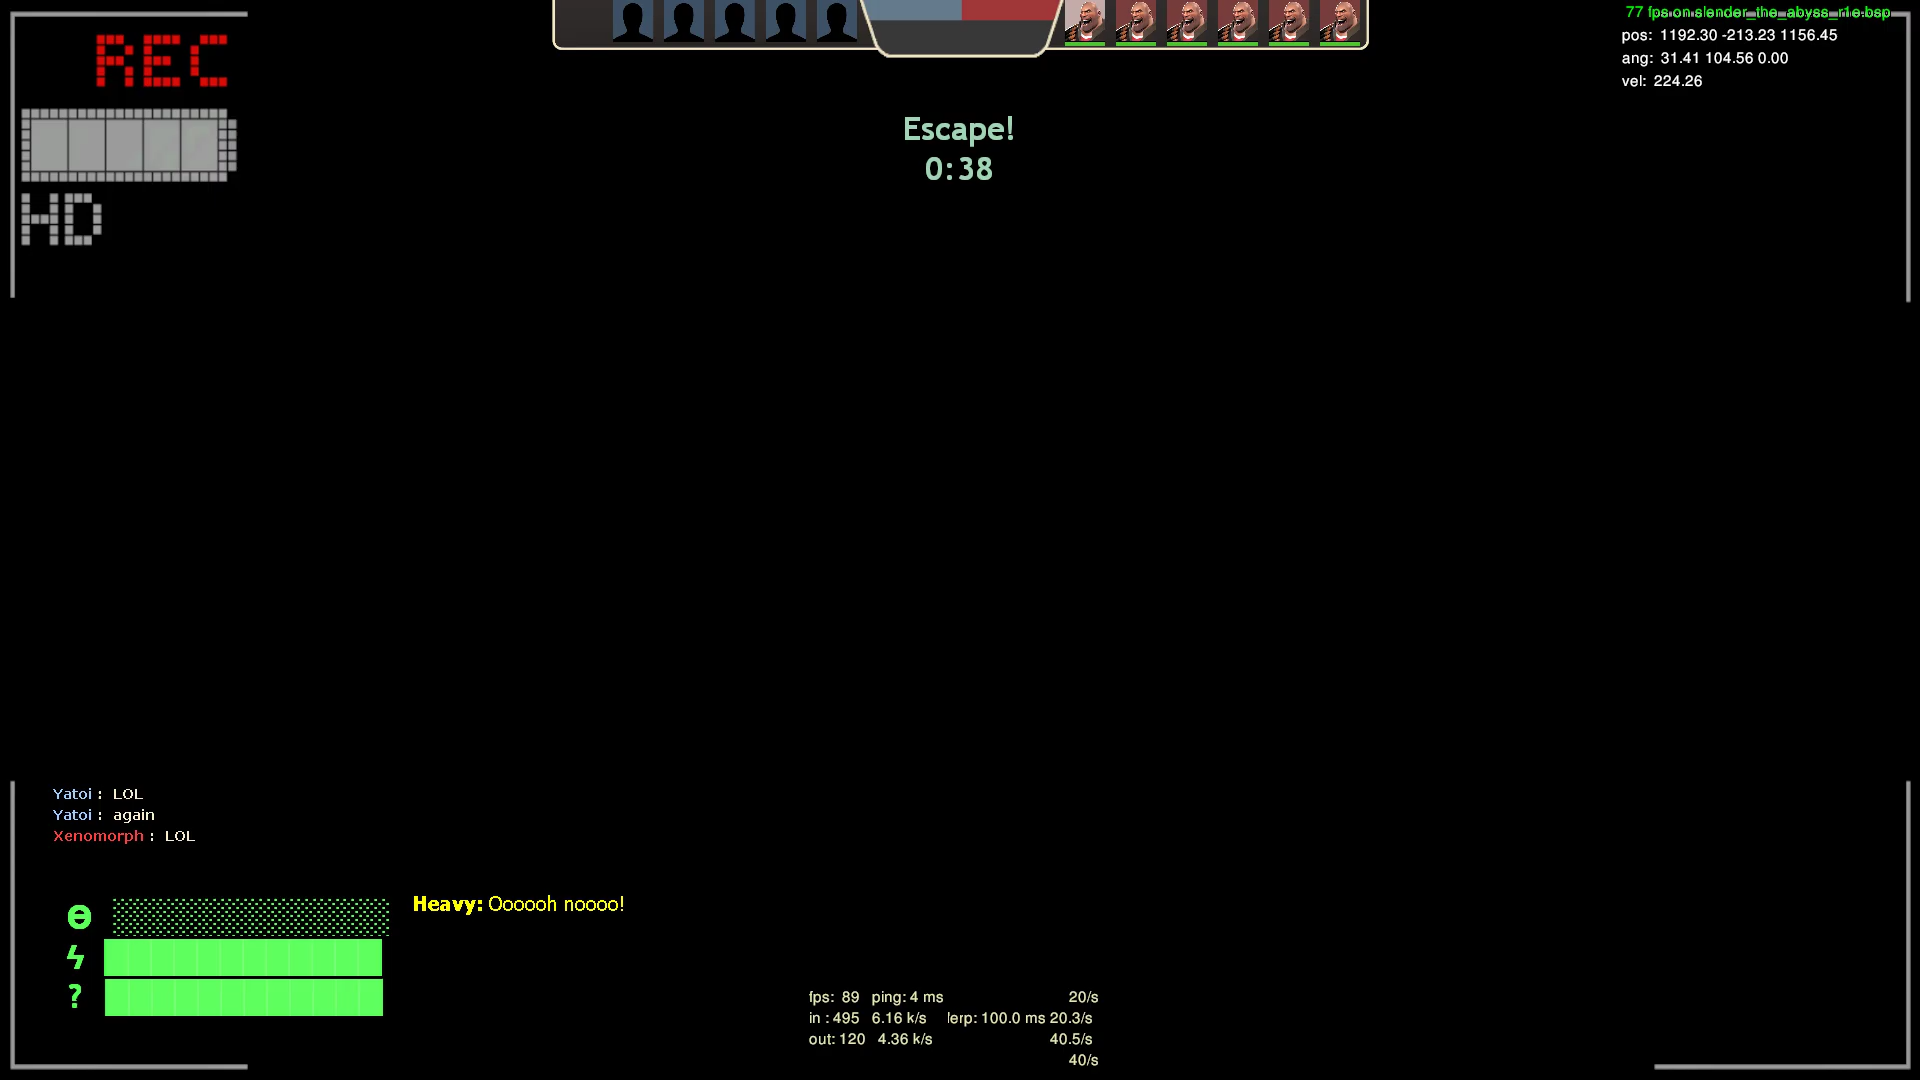 REC
HD
Escape!
0:38
77 fps on slender_the_abyss_r1e.bsp
pos: 1192.30 -213.23 1156.45
ang: 31.41 104.56 0.00
vel: 224.26
Yatoi : LOL
Yatoi : again
Xenomorph : LOL
Heavy: Oooooh noooo!
?
fps: 89 ping: 4 ms 20/s
in : 495 6.16 k/s lerp: 100.0 ms 20.3/s
out: 120 4.36 k/s 40.5/s
40/s